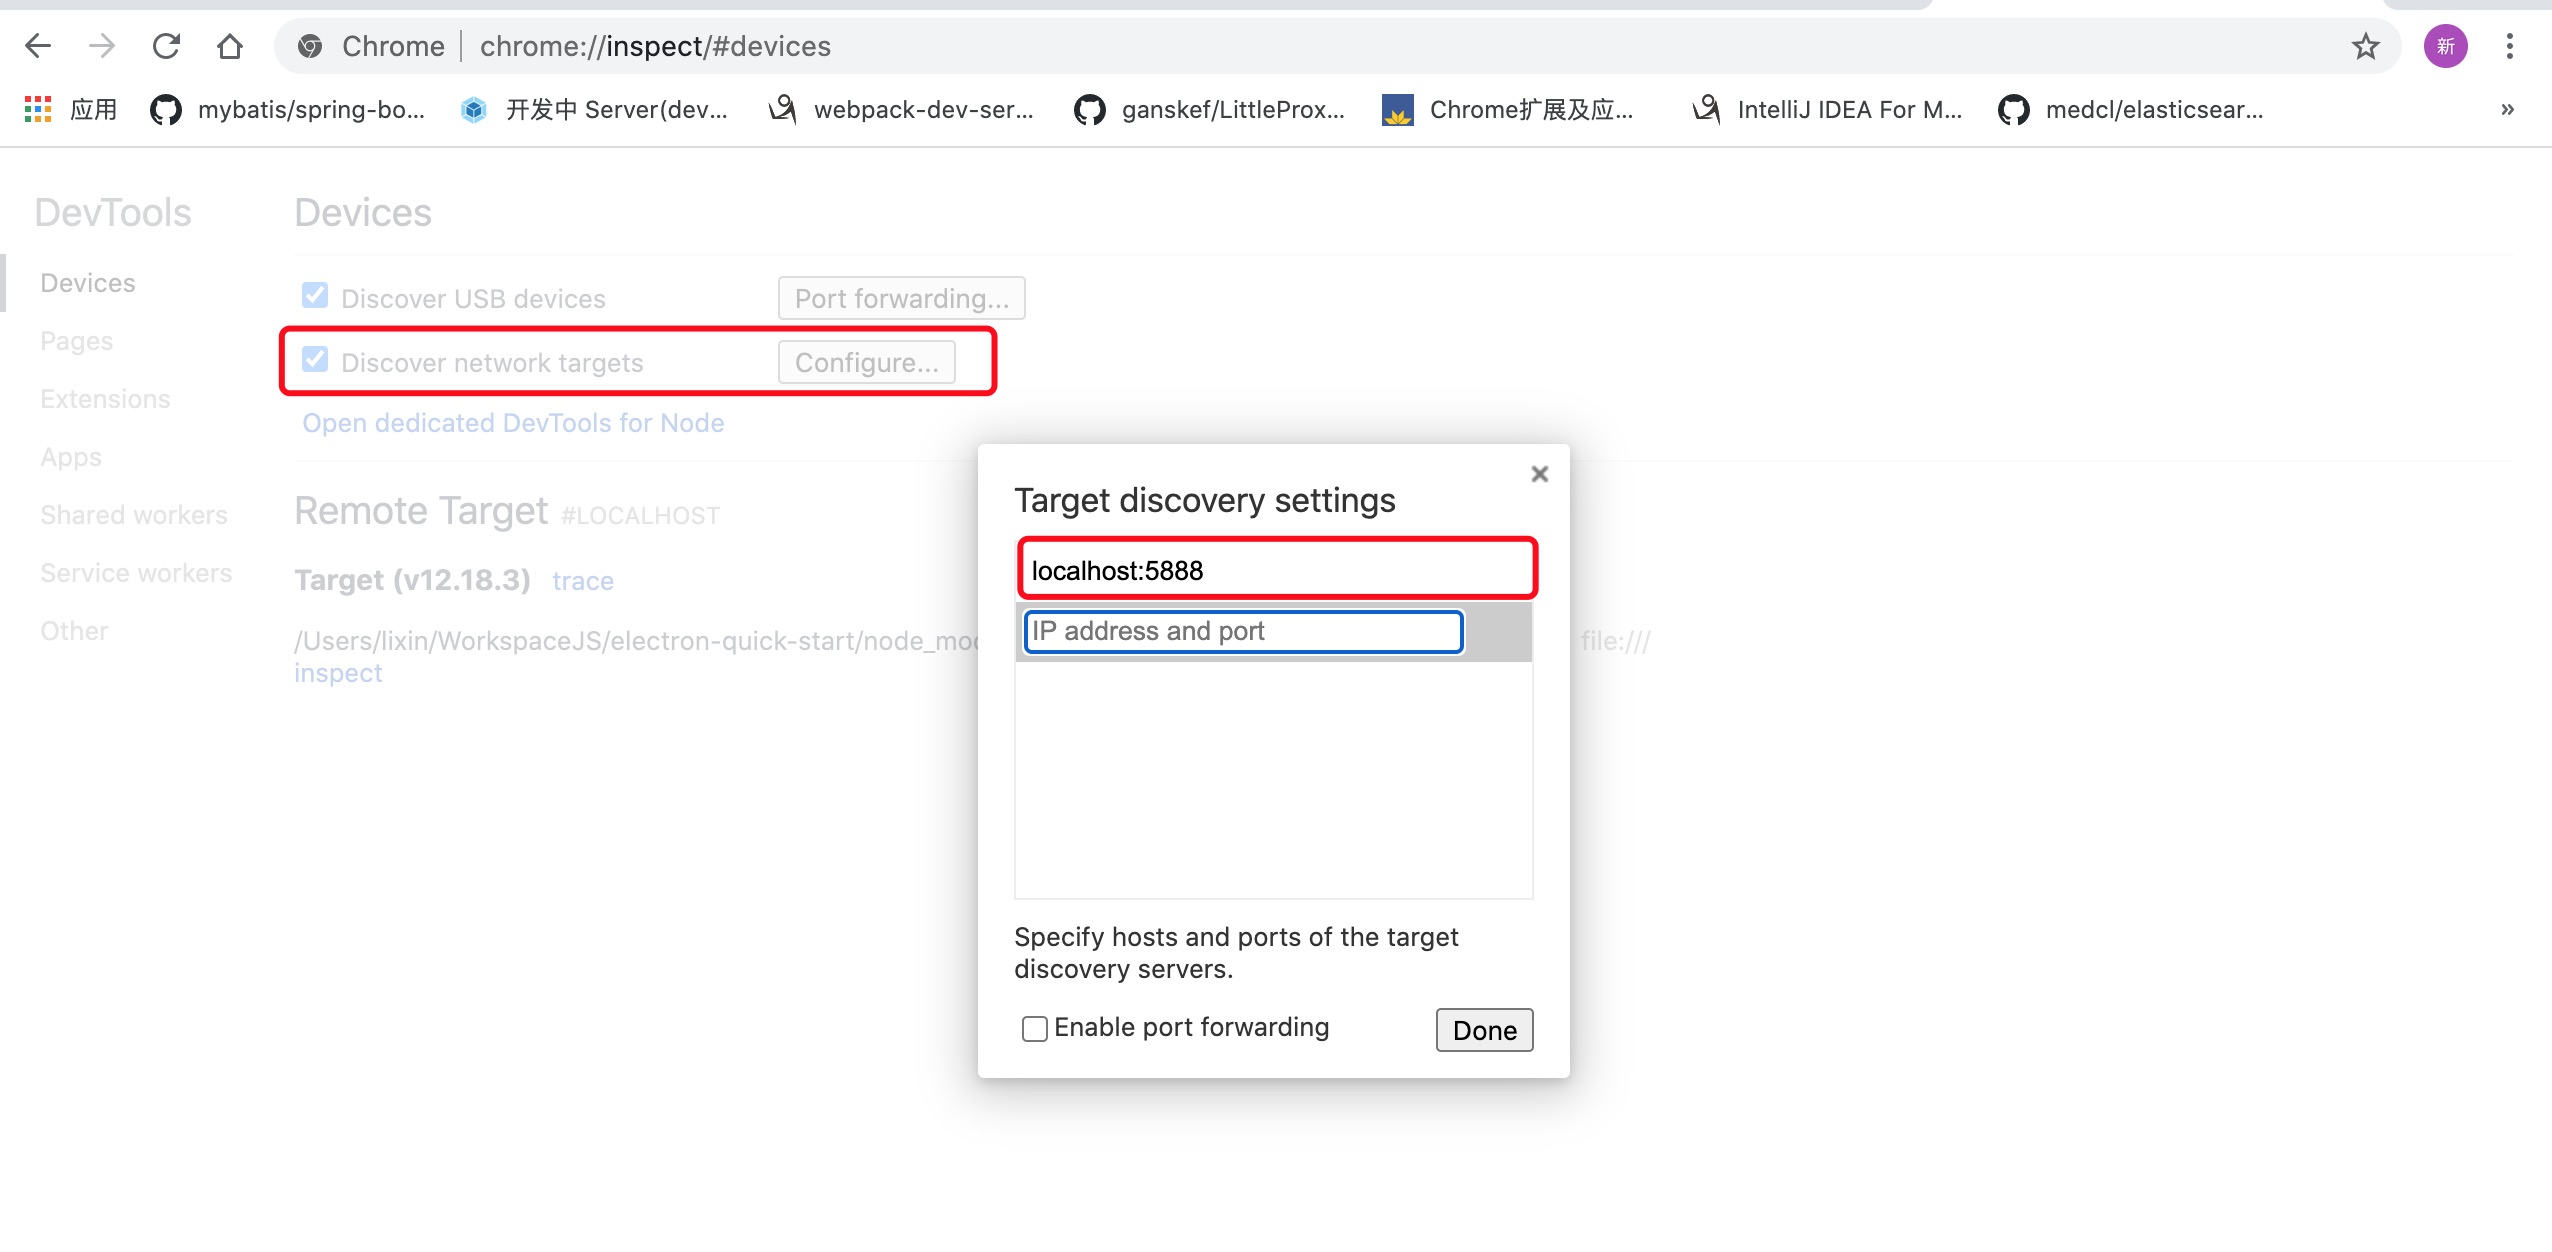 Chrome | chrome://inspect/#devices 新
应用 mybatis/spring-bo... 开发中 Server(dev... webpack-dev-ser... ganskef/LittleProx... Chrome扩展及应... IntelliJ IDEA For M... medcl/elasticsear... »
DevTools
Devices
Pages
Extensions
Apps
Shared workers
Service workers
Other
Devices
Discover USB devices Port forwarding...
Discover network targets Configure...
Open dedicated DevTools for Node
Remote Target #LOCALHOST
Target (v12.18.3) trace
/Users/lixin/WorkspaceJS/electron-quick-start/node_mod file:///
inspect
Target discovery settings
localhost:5888
IP address and port
Specify hosts and ports of the target
discovery servers.
Enable port forwarding Done